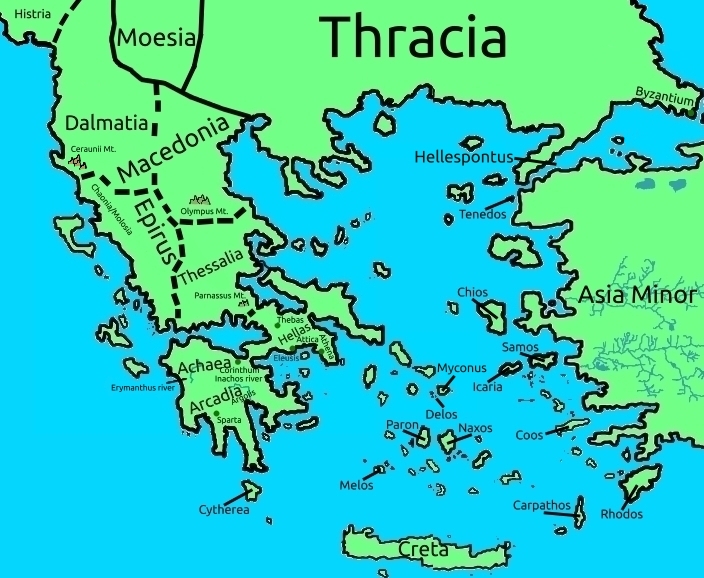 Histria
Moesia
Thracia
Byzantium
Dalmatia
Macedonia
Ceraunii Mt.
Hellespontus
Chaonia/Molosia
Epirus
Olympus Mt.
Tenedos
Thessalia
Parnassus Mt.
Chios
Asia Minor
Thebas
Hellas
Attica
Athena
Eleusis
Samos
Achaea
Corinthum
Myconus
Inachos river
Icaria
Erymanthus river
Arcadia
Argolis
Delos
Sparta
Paron
Naxos
Coos
Melos
Cytherea
Carpathos
Rhodos
Creta